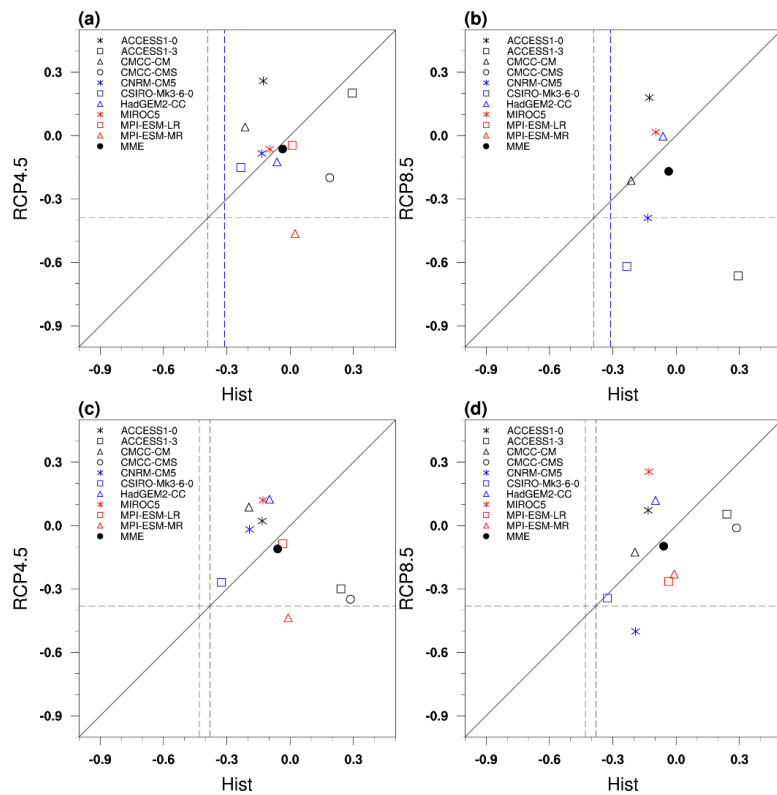 (a)
ACCESS1-0
ACCESS1-3
CMCC-CM
CMCC-CMS
CNRM-CM5
CSIRO-Mk3-6-0
HadGEM2-CC
MIROC5
MPI-ESM-LR
MPI-ESM-MR
MME
0.3
0.0
-0.3
-0.6
-0.9
RCP4.5
-0.9 -0.6 -0.3 0.0 0.3
Hist
(b)
ACCESS1-0
ACCESS1-3
CMCC-CM
CMCC-CMS
CNRM-CM5
CSIRO-Mk3-6-0
HadGEM2-CC
MIROC5
MPI-ESM-LR
MPI-ESM-MR
MME
0.3
0.0
-0.3
-0.6
-0.9
RCP8.5
-0.9 -0.6 -0.3 0.0 0.3
Hist
(c)
ACCESS1-0
ACCESS1-3
CMCC-CM
CMCC-CMS
CNRM-CM5
CSIRO-Mk3-6-0
HadGEM2-CC
MIROC5
MPI-ESM-LR
MPI-ESM-MR
MME
0.3
0.0
-0.3
-0.6
-0.9
RCP4.5
-0.9 -0.6 -0.3 0.0 0.3
Hist
(d)
ACCESS1-0
ACCESS1-3
CMCC-CM
CMCC-CMS
CNRM-CM5
CSIRO-Mk3-6-0
HadGEM2-CC
MIROC5
MPI-ESM-LR
MPI-ESM-MR
MME
0.3
0.0
-0.3
-0.6
-0.9
RCP8.5
-0.9 -0.6 -0.3 0.0 0.3
Hist